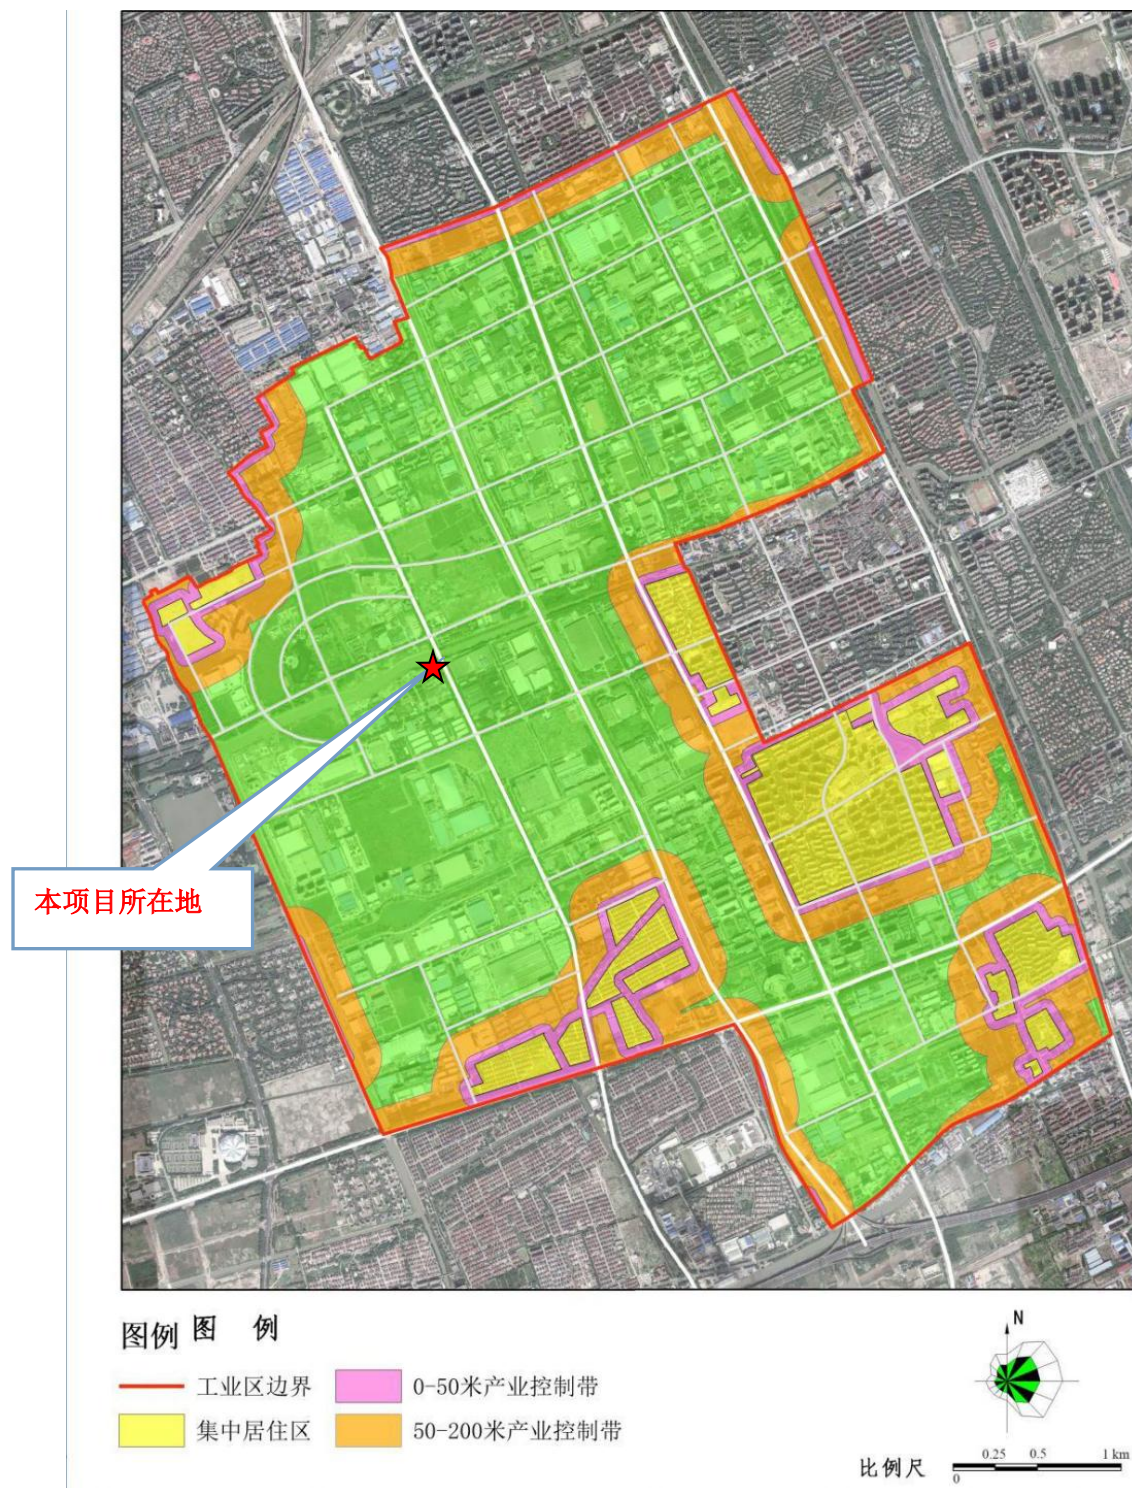 本项目所在地
图例 图 例
工业区边界
0-50米产业控制带
集中居住区
50-200米产业控制带
N
比例尺
0 0.25 0.5 1 km